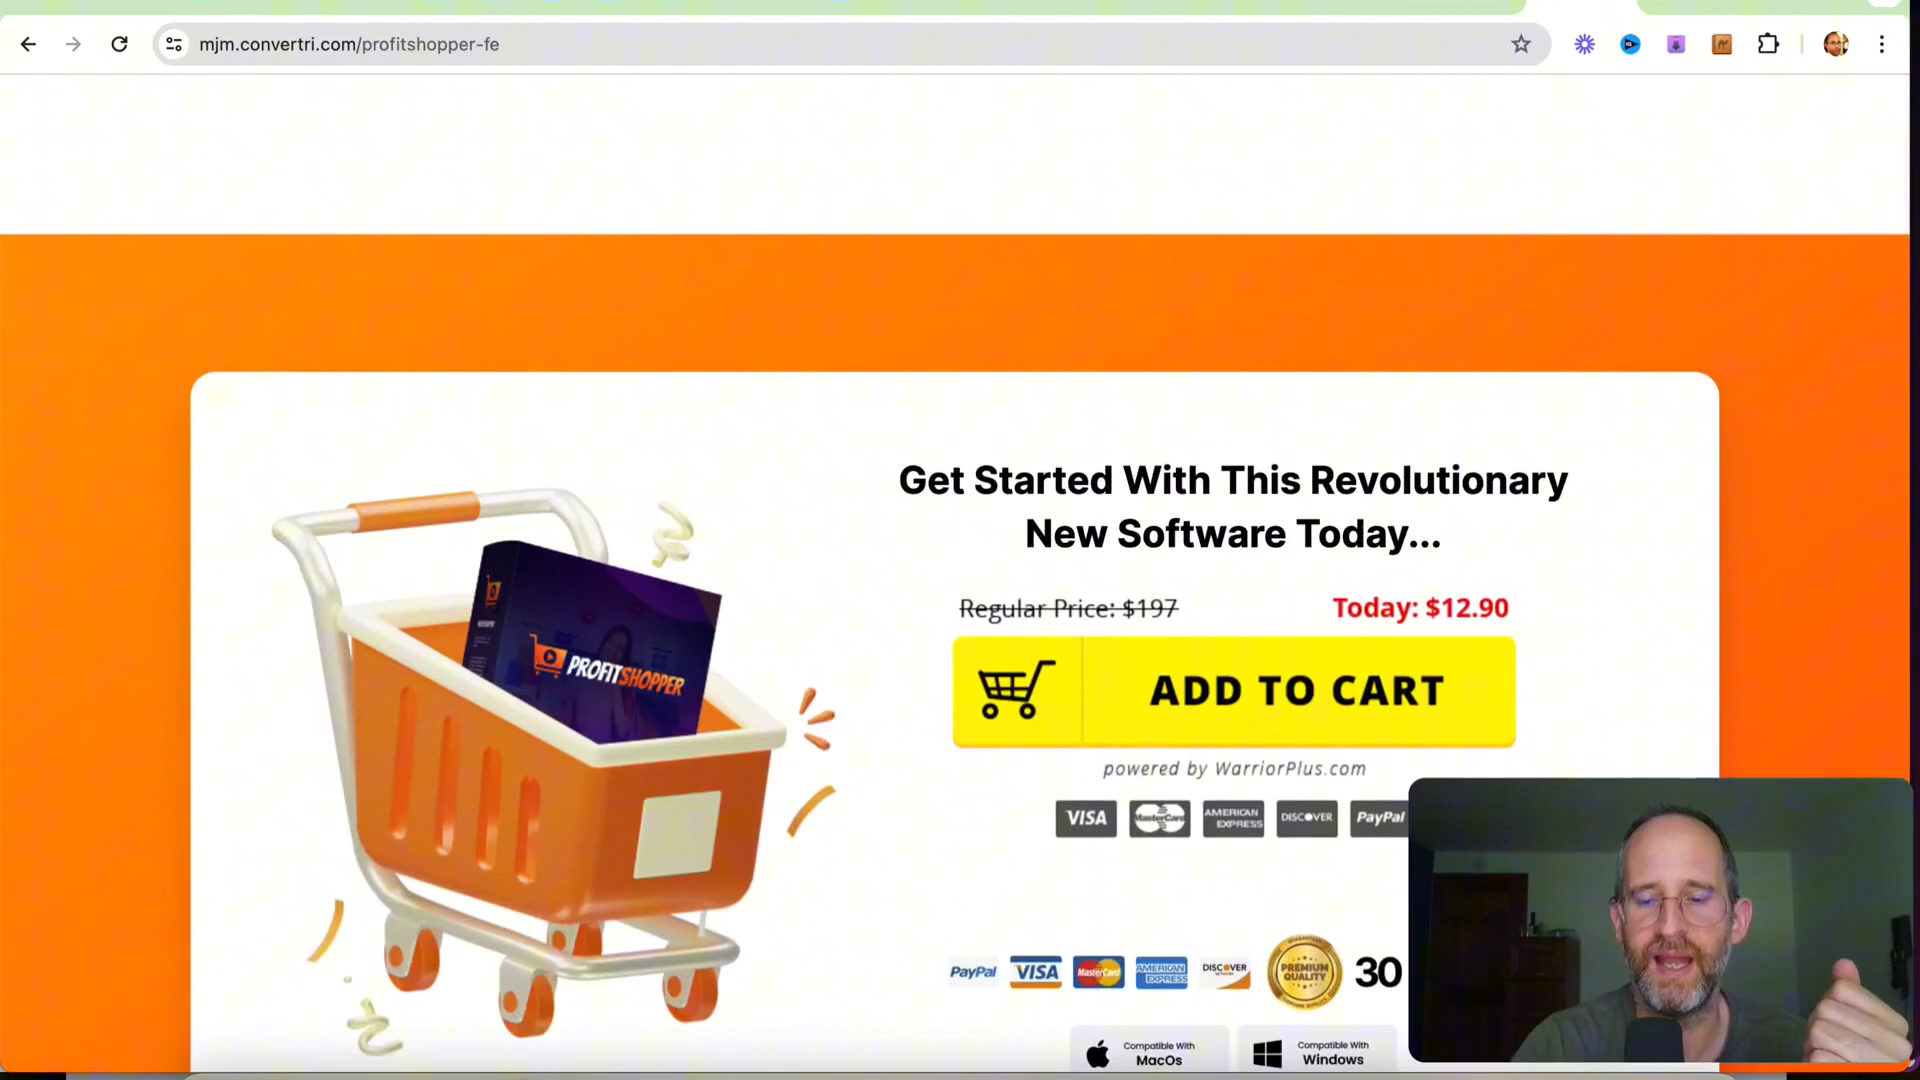 mjm.convertri.com/profitshopper-fe
Get Started With This Revolutionary
New Software Today...
Regular Price: $197
Today: $12.90
ADD TO CART
powered by WarriorPlus.com
VISA
MasterCard
AMERICAN EXPRESS
DISCOVER
PayPal
PROFITSHOPPER
PayPal
VISA
MasterCard
AMERICAN EXPRESS
DISCOVER
PREMIUM QUALITY
30
Compatible With
MacOs
Compatible With
Windows